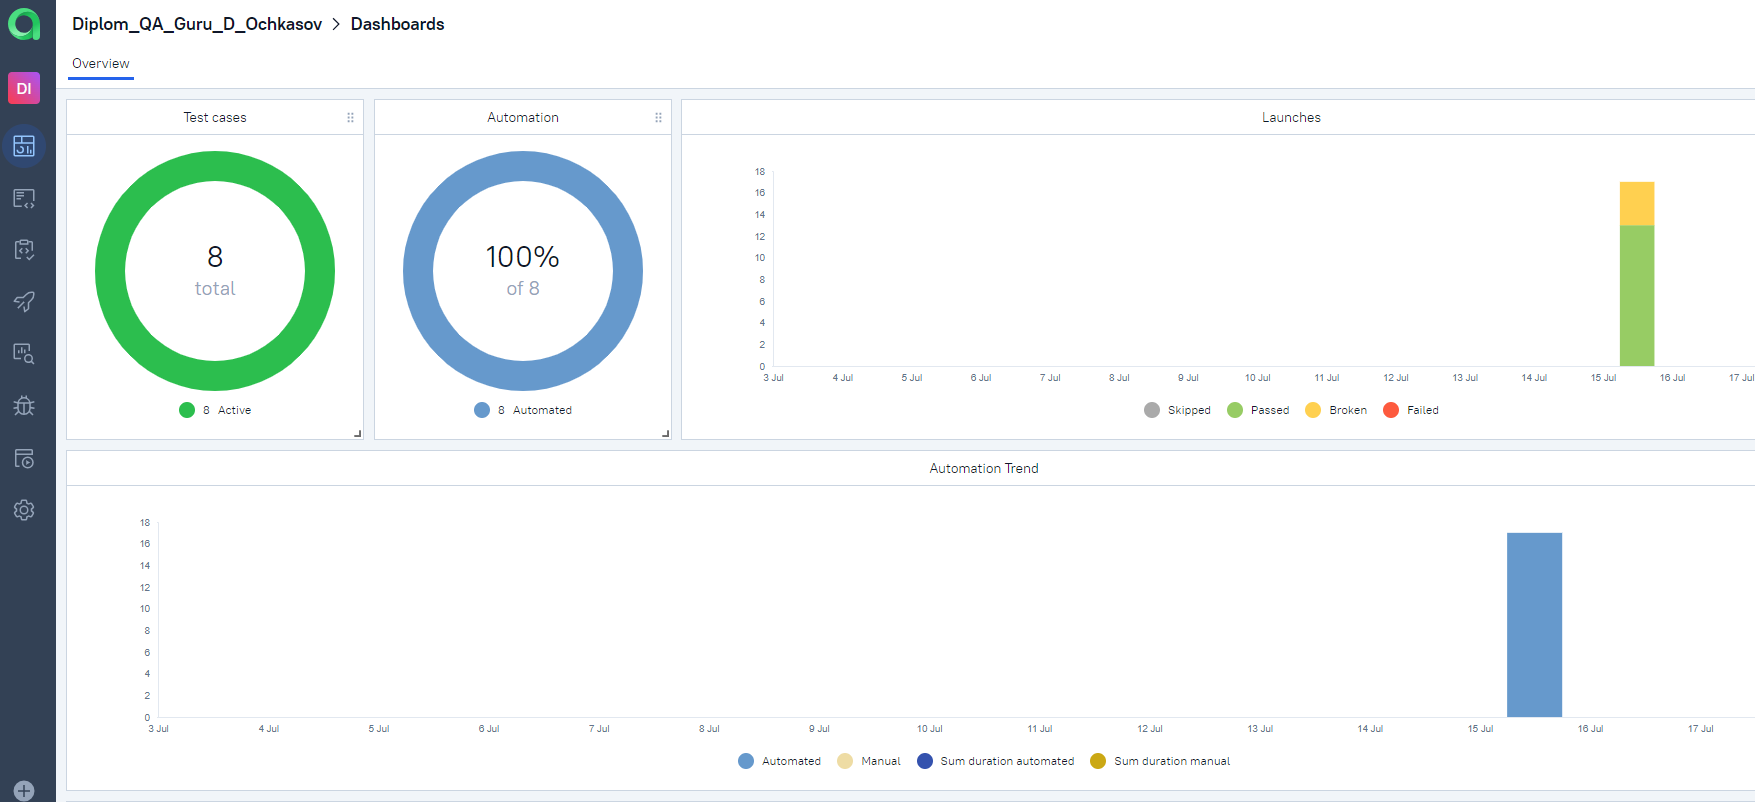 Diplom_QA_Guru_D_Ochkasov > Dashboards
DI
Overview
Test cases
8
total
8 Active
Automation
100%
of 8
8 Automated
Launches
18
16
14
12
10
8
6
4
2
0
3 Jul 4 Jul 5 Jul 6 Jul 7 Jul 8 Jul 9 Jul 10 Jul 11 Jul 12 Jul 13 Jul 14 Jul 15 Jul 16 Jul 17 Jul
Skipped Passed Broken Failed
Automation Trend
18
16
14
12
10
8
6
4
2
0
3 Jul 4 Jul 5 Jul 6 Jul 7 Jul 8 Jul 9 Jul 10 Jul 11 Jul 12 Jul 13 Jul 14 Jul 15 Jul 16 Jul 17 Jul
Automated Manual Sum duration automated Sum duration manual